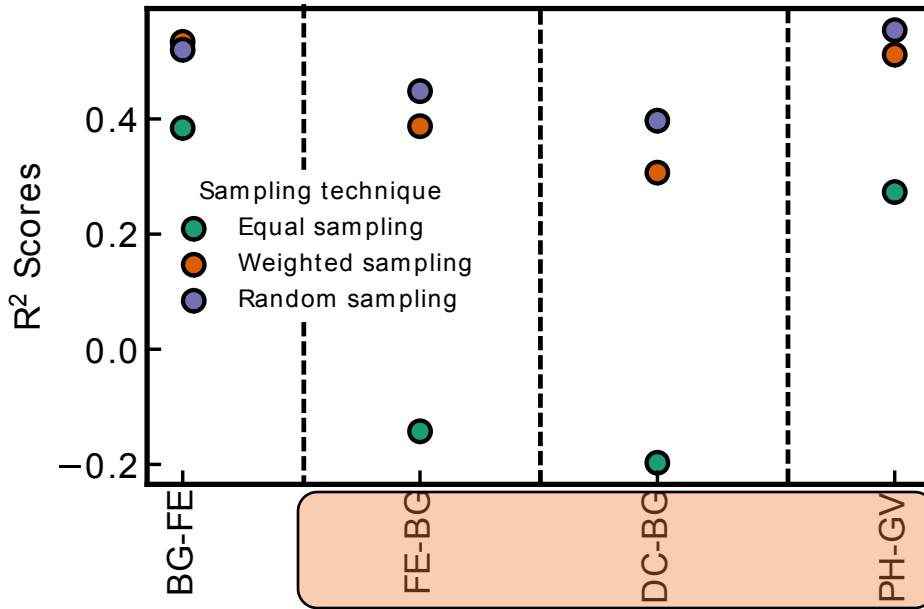 R² Scores
0.4
0.2
0.0
−0.2
Sampling technique
Equal sampling
Weighted sampling
Random sampling
BG-FE
FE-BG
DC-BG
PH-GV